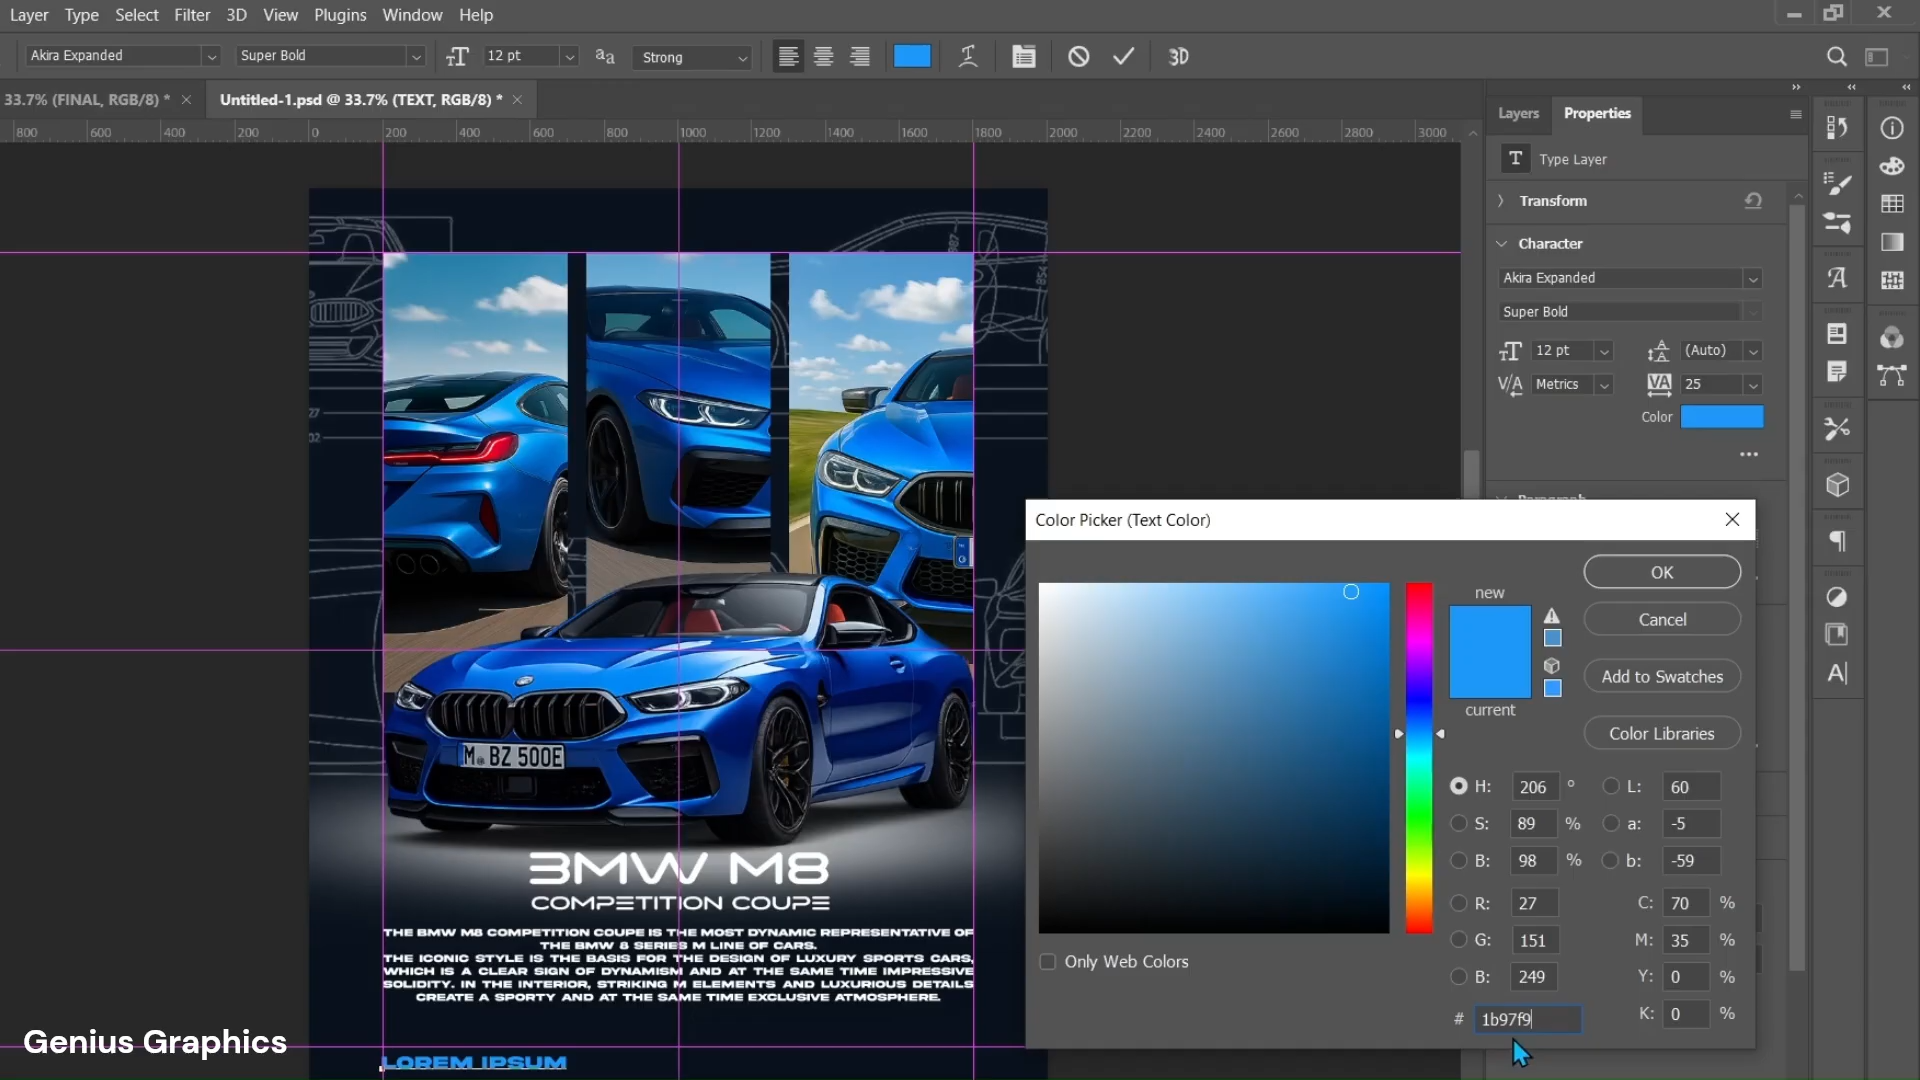 Layer Type Select Filter 3D View Plugins Window Help
Akira Expanded Super Bold 12 pt aa Strong 3D
33.7% (FINAL, RGB/8) * × Untitled-1.psd @ 33.7% (TEXT, RGB/8) * ×
800 600 400 200 0 200 400 600 800 1000 1200 1400 1600 1800 2000 2200 2400 2600 2800 3000
Layers Properties
T Type Layer
Transform
Character
Akira Expanded
Super Bold
12 pt (Auto)
Metrics 25
Color
Color Picker (Text Color)
new
current
OK
Cancel
Add to Swatches
Color Libraries
H: 206 ° L: 60
S: 89 % a: -5
B: 98 % b: -59
R: 27 C: 70 %
G: 151 M: 35 %
B: 249 Y: 0 %
# 1b97f9 K: 0 %
Only Web Colors
M BZ 500E
BMW M8
COMPETITION COUPE
THE BMW M8 COMPETITION COUPE IS THE MOST DYNAMIC REPRESENTATIVE OF
THE BMW 8 SERIES M LINE OF CARS.
THE ICONIC STYLE IS THE BASIS FOR THE DESIGN OF LUXURY SPORTS CARS,
WHICH IS A CLEAR SIGN OF DYNAMISM AND AT THE SAME TIME IMPRESSIVE
SOLIDITY. IN THE INTERIOR, STRIKING M ELEMENTS AND LUXURIOUS DETAILS
CREATE A SPORTY AND AT THE SAME TIME EXCLUSIVE ATMOSPHERE.
LOREM IPSUM
Genius Graphics